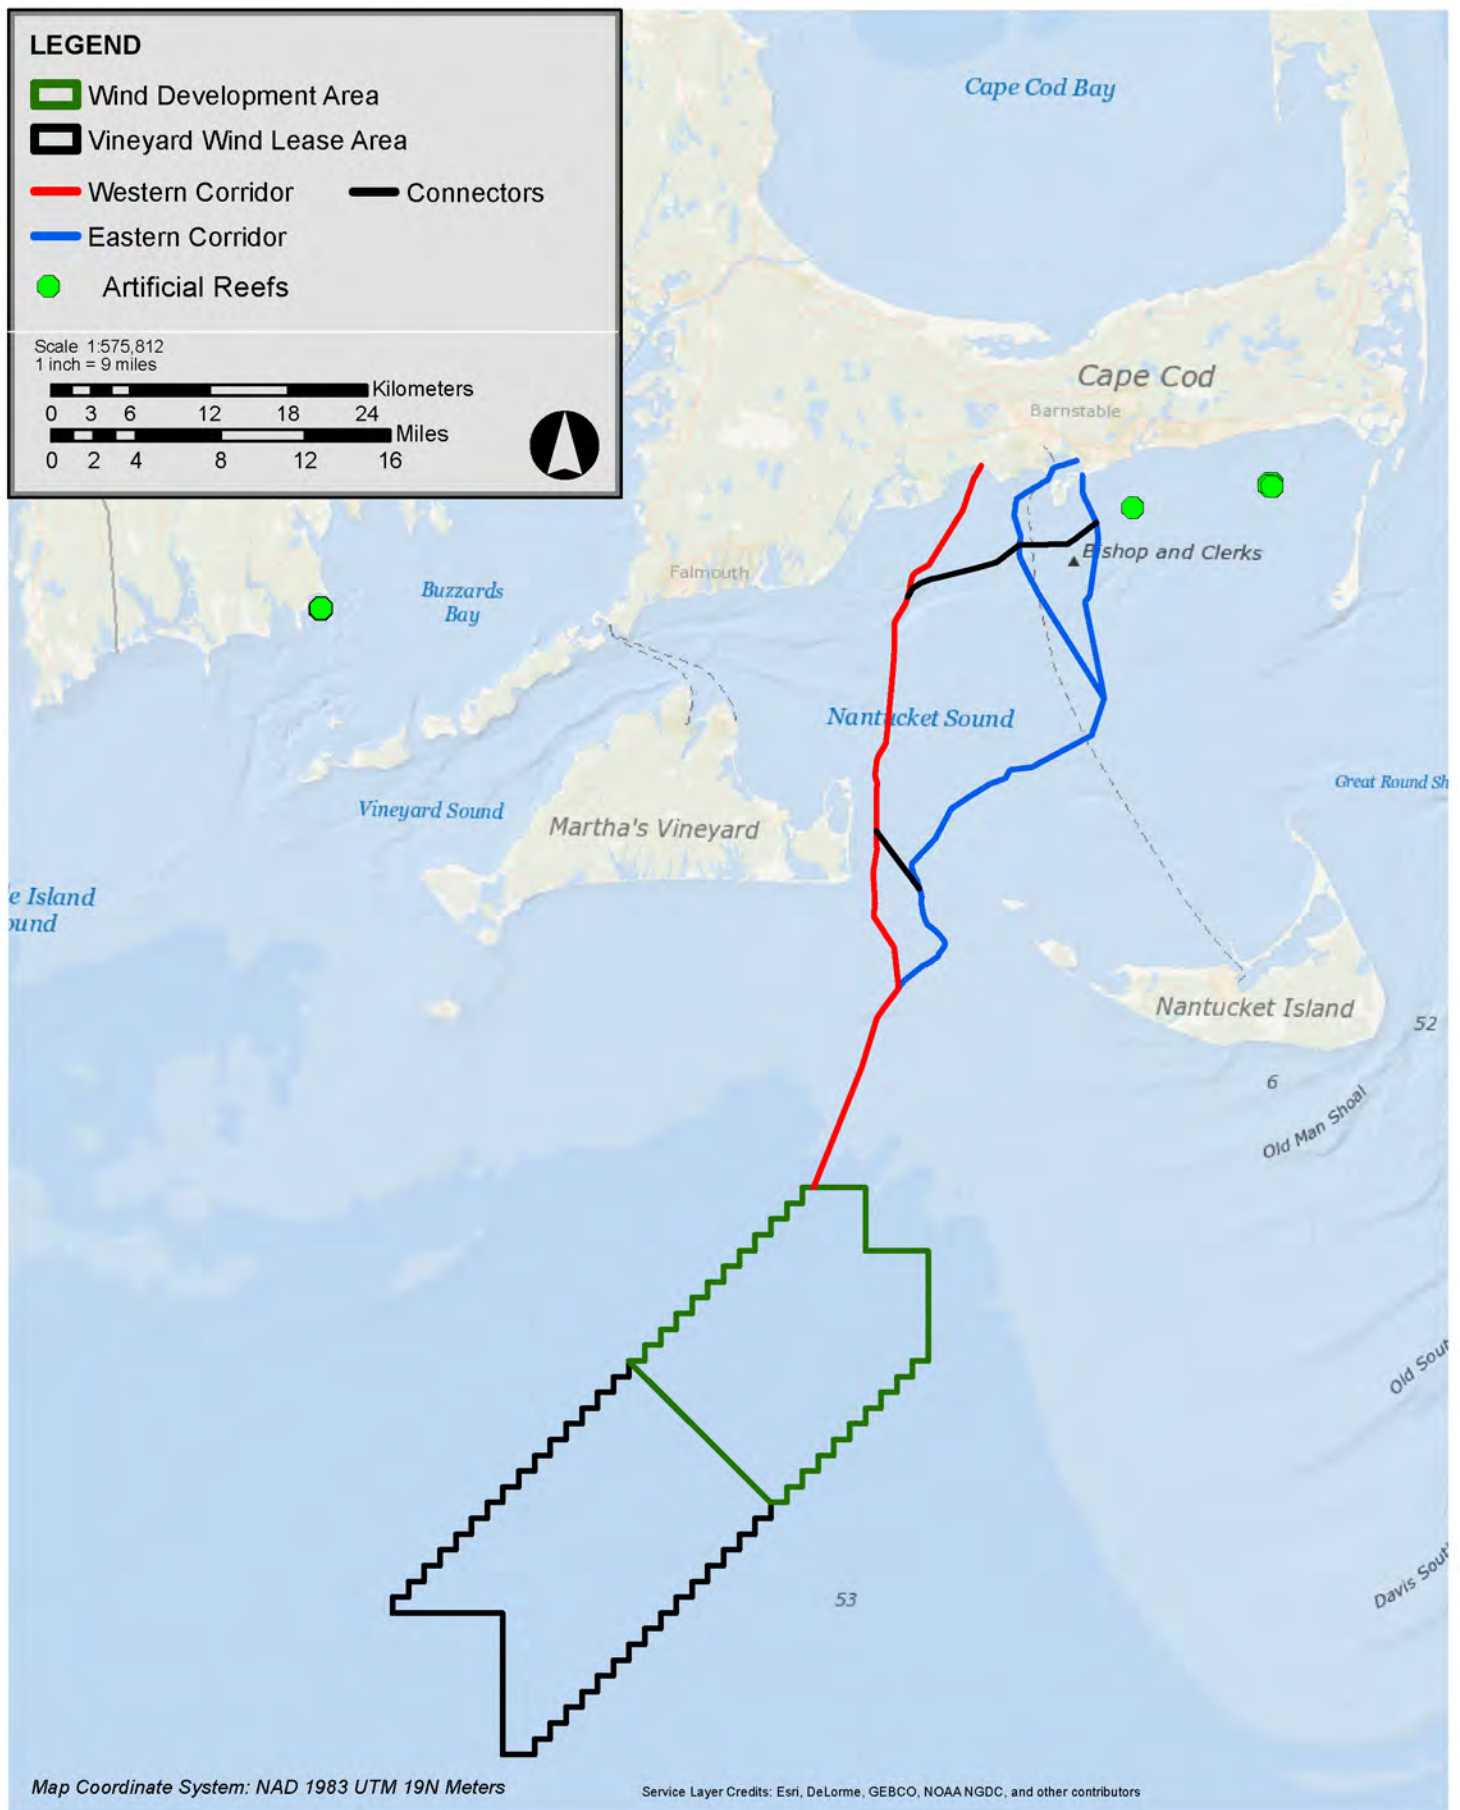 LEGEND
Wind Development Area
Vineyard Wind Lease Area
Western Corridor
Connectors
Eastern Corridor
Artificial Reefs
Scale 1:575,812
1 inch = 9 miles
Kilometers
0 3 6 12 18 24
Miles
0 2 4 8 12 16
Cape Cod Bay
Cape Cod
Barnstable
Bishop and Clerks
Falmouth
Buzzards
Bay
Nantucket Sound
Great Round Sh
Vineyard Sound
Martha's Vineyard
e Island
ound
Nantucket Island
52
6
Old Man Shoal
Old Sout
Davis Sout
53
Map Coordinate System: NAD 1983 UTM 19N Meters
Service Layer Credits: Esri, DeLorme, GEBCO, NOAA NGDC, and other contributors